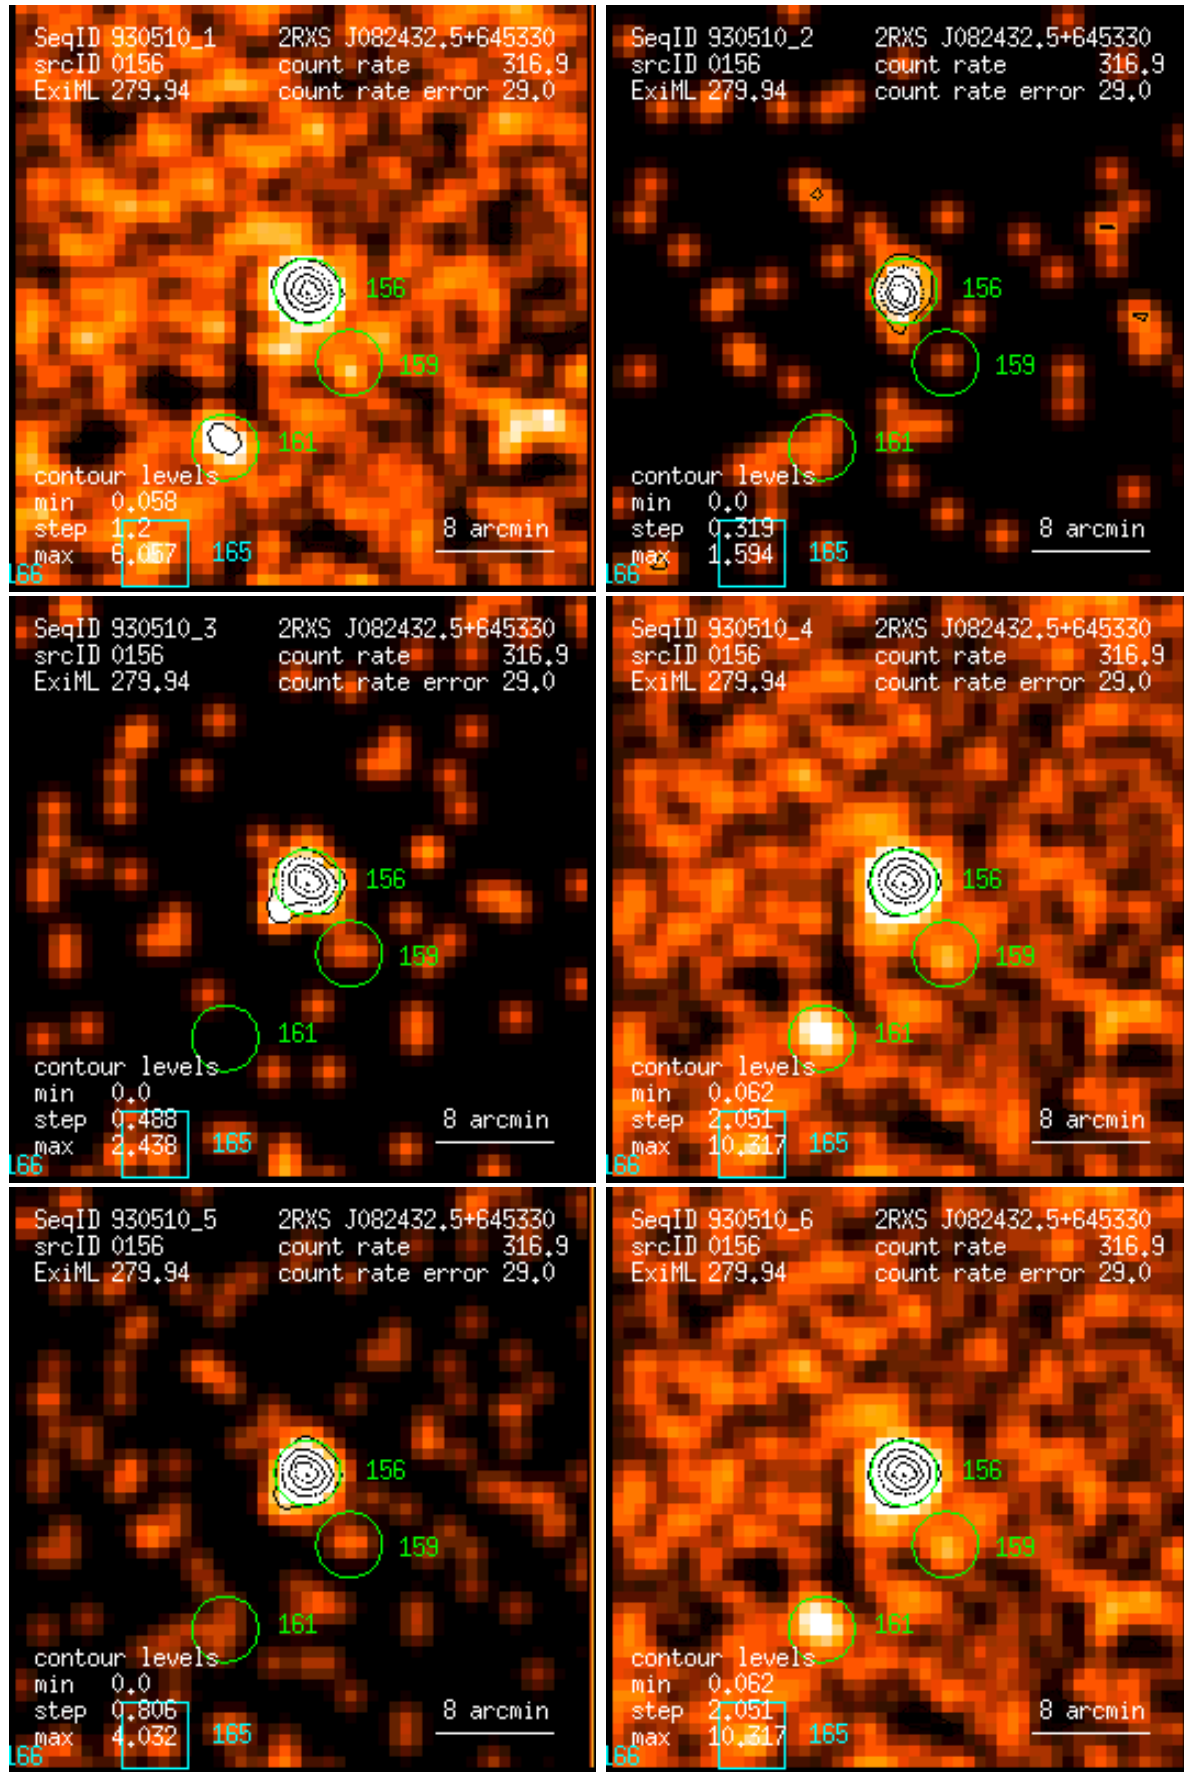 SeqID 930510_1 2RXS J082432.5+645330
srcID 0156 count rate 316.9
ExiML 279.94 count rate error 29.0
156
159
161
contour levels
min 0.058
step 1.2 8 arcmin
max 6.067 165
166
SeqID 930510_2 2RXS J082432.5+645330
srcID 0156 count rate 316.9
ExiML 279.94 count rate error 29.0
156
159
161
contour levels
min 0.0
step 0.319 8 arcmin
max 1.594 165
166
SeqID 930510_3 2RXS J082432.5+645330
srcID 0156 count rate 316.9
ExiML 279.94 count rate error 29.0
156
159
161
contour levels
min 0.0
step 0.488 8 arcmin
max 2.438 165
166
SeqID 930510_4 2RXS J082432.5+645330
srcID 0156 count rate 316.9
ExiML 279.94 count rate error 29.0
156
159
161
contour levels
min 0.062
step 2.051 8 arcmin
max 10.317 165
166
SeqID 930510_5 2RXS J082432.5+645330
srcID 0156 count rate 316.9
ExiML 279.94 count rate error 29.0
156
159
161
contour levels
min 0.0
step 0.806 8 arcmin
max 4.032 165
166
SeqID 930510_6 2RXS J082432.5+645330
srcID 0156 count rate 316.9
ExiML 279.94 count rate error 29.0
156
159
161
contour levels
min 0.062
step 2.051 8 arcmin
max 10.317 165
166